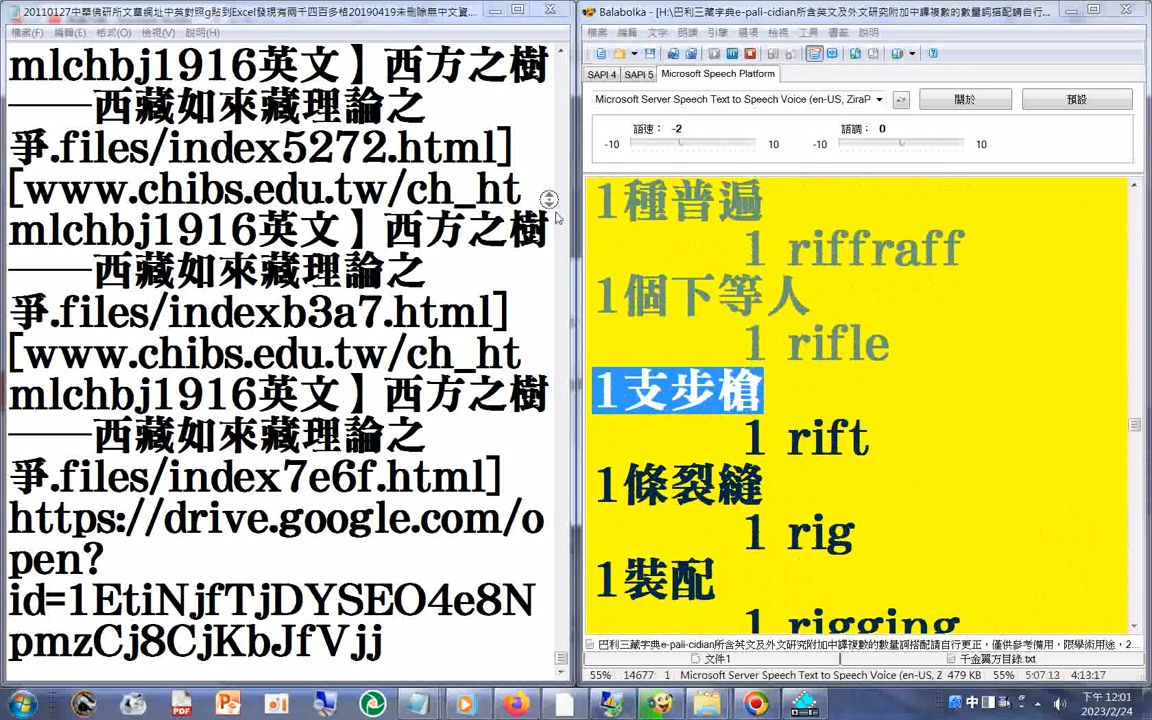 20110127中華佛研所文章網址中英對照g貼到Excel發現有兩千四百多格20190419未刪除無中文資...
檔案(F) 編輯(E) 格式(O) 檢視(V) 說明(H)
mlchbj1916英文】西方之樹
──西藏如來藏理論之
爭.files/index5272.html]
[www.chibs.edu.tw/ch_ht
mlchbj1916英文】西方之樹
──西藏如來藏理論之
爭.files/indexb3a7.html]
[www.chibs.edu.tw/ch_ht
mlchbj1916英文】西方之樹
──西藏如來藏理論之
爭.files/index7e6f.html]
https://drive.google.com/o
pen?
id=1EtiNjfTjDYSEO4e8N
pmzCj8CjKbJfVjj
Balabolka - [H:\巴利三藏字典e-pali-cidian所含英文及外文研究附加中譯複數的數量詞搭配請自行更正...
檔案 編輯 文字 朗讀 引擎 選項 檢視 工具 書籤 說明
SAPI 4 SAPI 5 Microsoft Speech Platform
Microsoft Server Speech Text to Speech Voice (en-US, ZiraP
關於 預設
語速： -2 語調： 0
-10 10 -10 10
1種普遍
1 riffraff
1個下等人
1 rifle
1支步槍
1 rift
1條裂縫
1 rig
1裝配
1 rigging
巴利三藏字典e-pali-cidian所含英文及外文研究附加中譯複數的數量詞搭配請自行更正，僅供參考備用，限學術用途，2...
文件1 千金翼方目錄.txt
55% 14677: 1 Microsoft Server Speech Text to Speech Voice (en-US 479 KB 55% 5:07:13 4:13:17
中
下午 12:01
2023/2/24